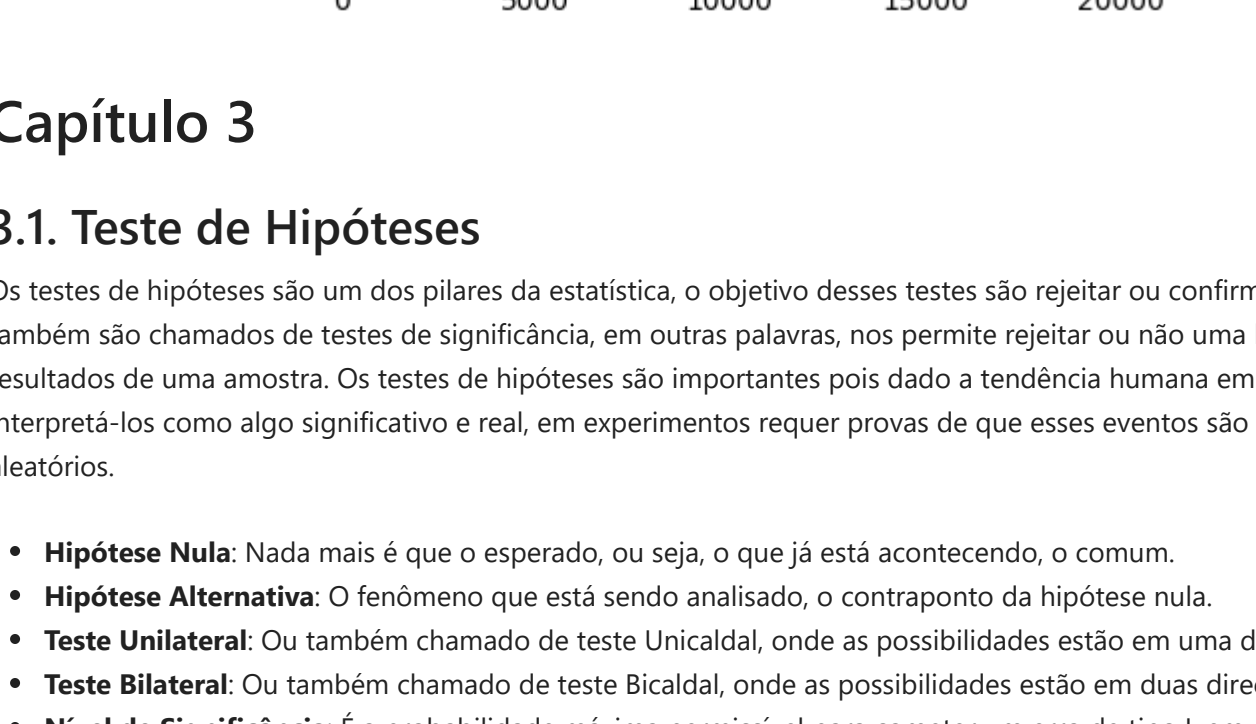 0 5000 10000 15000 20000
Capítulo 3
3.1. Teste de Hipóteses
Os testes de hipóteses são um dos pilares da estatística, o objetivo desses testes são rejeitar ou
também são chamados de testes de significância, em outras palavras, nos permite rejeitar ou não uma
resultados de uma amostra. Os testes de hipóteses são importantes pois dado a tendência humana em
interpretá-los como algo significativo e real, em experimentos requer provas de que esses eventos são
aleatórios.
• Hipótese Nula: Nada mais é que o esperado, ou seja, o que já está acontecendo, o comum.
• Hipótese Alternativa: O fenômeno que está sendo analisado, o contraponto da hipótese nula.
• Teste Unilateral: Ou também chamado de teste Unicaldal, onde as possibilidades estão em uma
• Teste Bilateral: Ou também chamado de teste Bicaldal, onde as possibilidades estão em duas